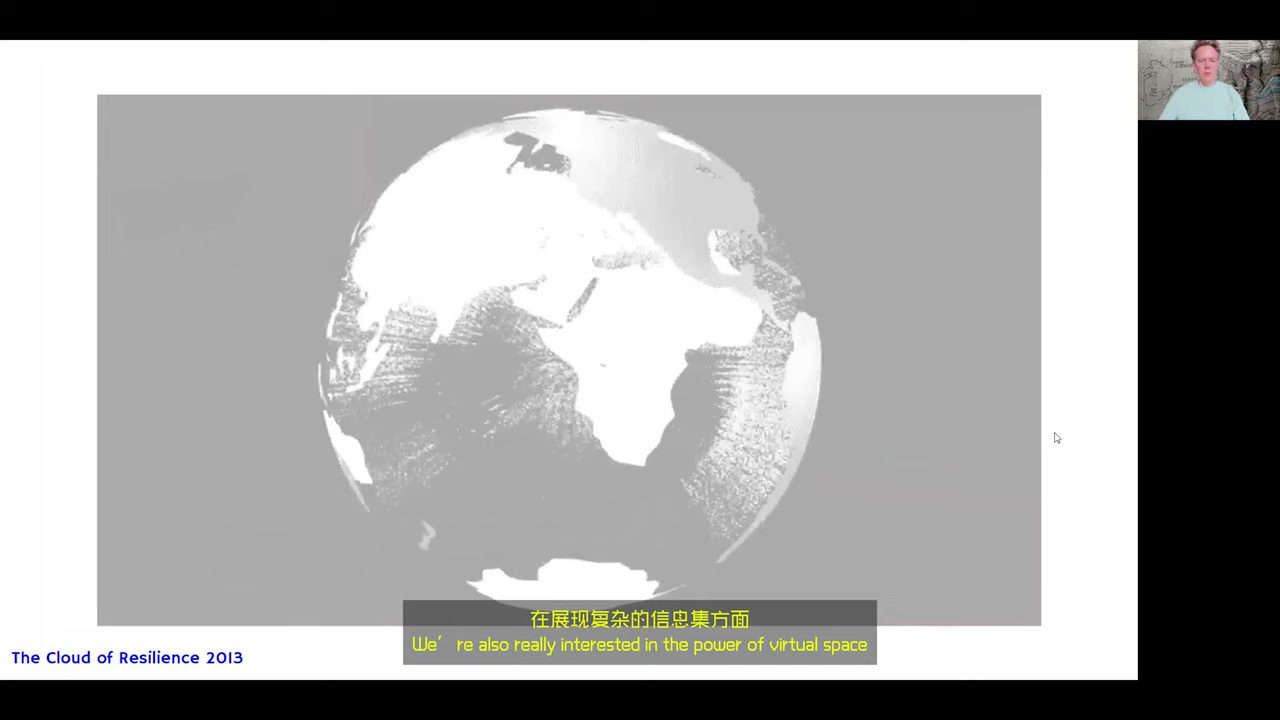 在展现复杂的信息集方面
We're also really interested in the power of virtual space
The Cloud of Resilience 2013